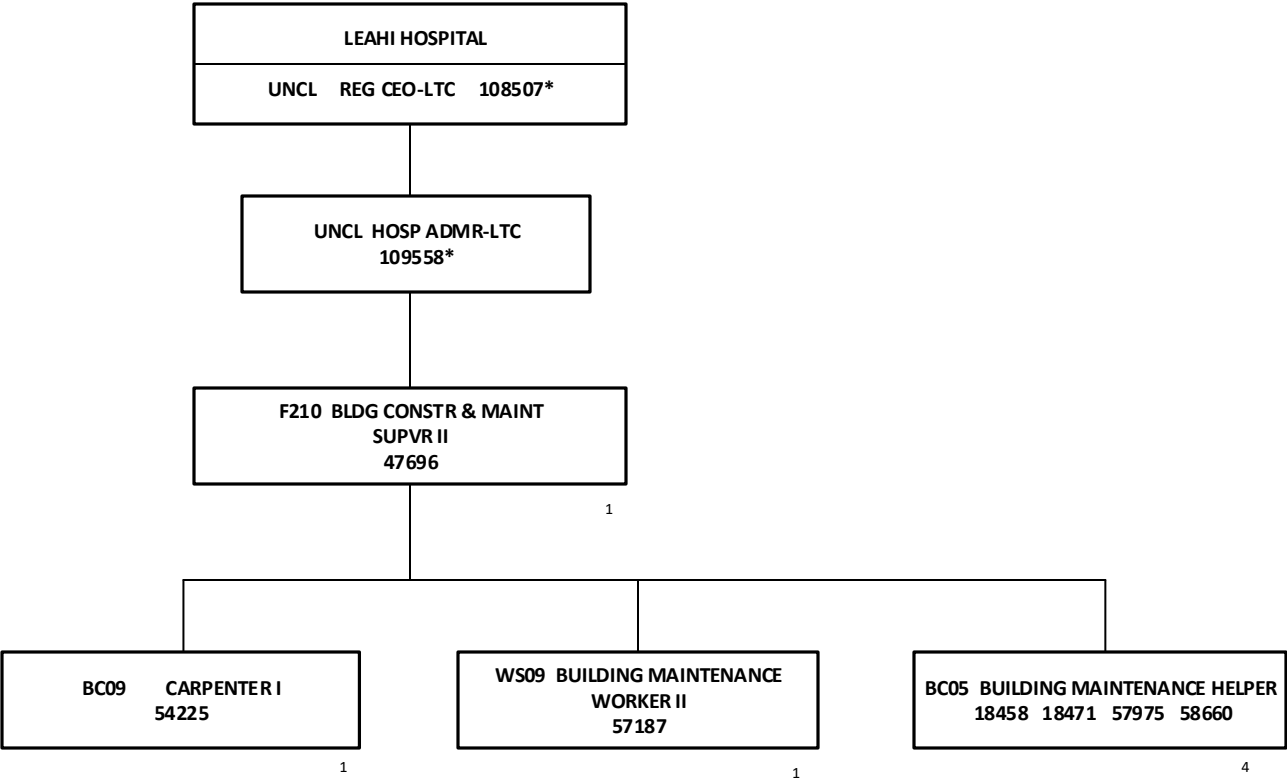 LEAHI HOSPITAL
UNCL REG CEO-LTC 108507*
UNCL HOSP ADMR-LTC
109558*
F210 BLDG CONSTR & MAINT
SUPVR II
47696
1
BC09 CARPENTER I
54225
1
WS09 BUILDING MAINTENANCE
WORKER II
57187
1
BC05 BUILDING MAINTENANCE HELPER
18458 18471 57975 58660
4